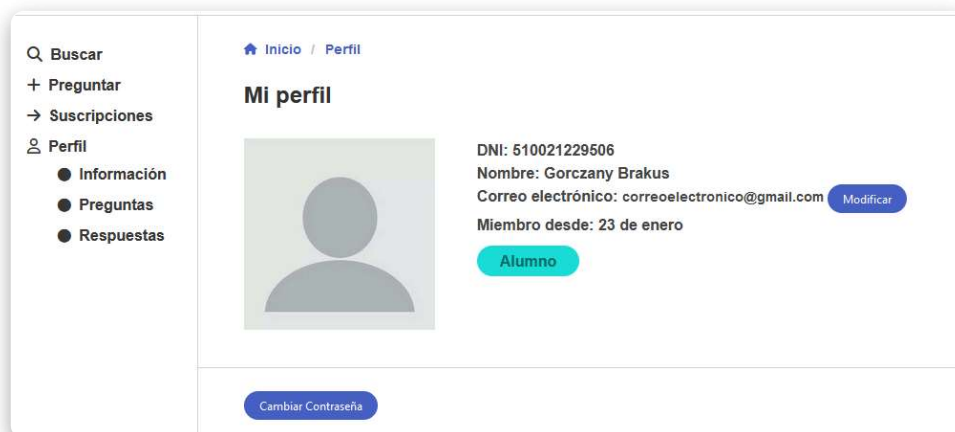 Buscar
Preguntar
Suscripciones
Perfil
Información
Preguntas
Respuestas
Inicio / Perfil
Mi perfil
DNI: 510021229506
Nombre: Gorczany Brakus
Correo electrónico: correoelectronico@gmail.com Modificar
Miembro desde: 23 de enero
Alumno
Cambiar Contraseña